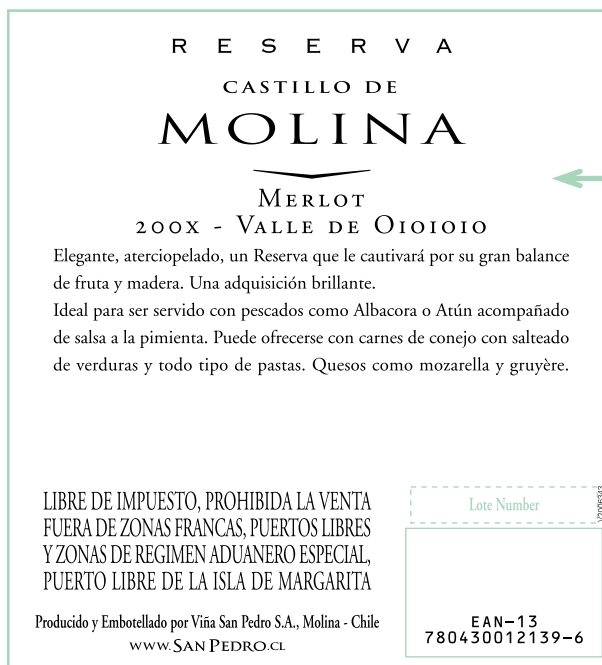 RESERVA
CASTILLO DE
MOLINA
MERLOT
200X - VALLE DE OIOIOIO
Elegante, aterciopelado, un Reserva que le cautivará por su gran balance
de fruta y madera. Una adquisición brillante.
Ideal para ser servido con pescados como Albacora o Atún acompañado
de salsa a la pimienta. Puede ofrecerse con carnes de conejo con salteado
de verduras y todo tipo de pastas. Quesos como mozarella y gruyère.
LIBRE DE IMPUESTO, PROHIBIDA LA VENTA
FUERA DE ZONAS FRANCAS, PUERTOS LIBRES
Y ZONAS DE REGIMEN ADUANERO ESPECIAL,
PUERTO LIBRE DE LA ISLA DE MARGARITA
Producido y Embotellado por Viña San Pedro S.A., Molina - Chile
WWW.SAN PEDRO.CL
Lote Number
EAN-13
780430012139-6